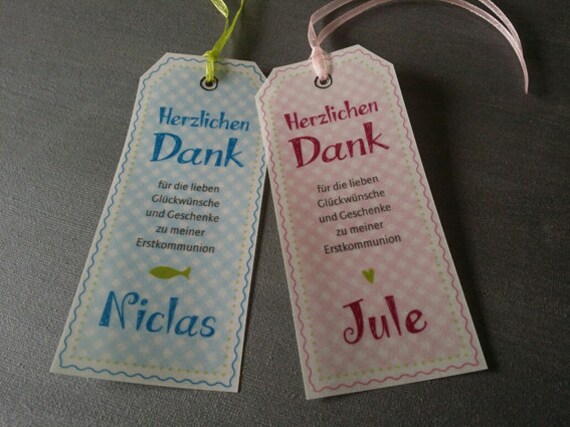 Herzlichen
Dank
für die lieben
Glückwünsche
und Geschenke
zu meiner
Erstkommunion
Niclas
Herzlichen
Dank
für die lieben
Glückwünsche
und Geschenke
zu meiner
Erstkommunion
Jule